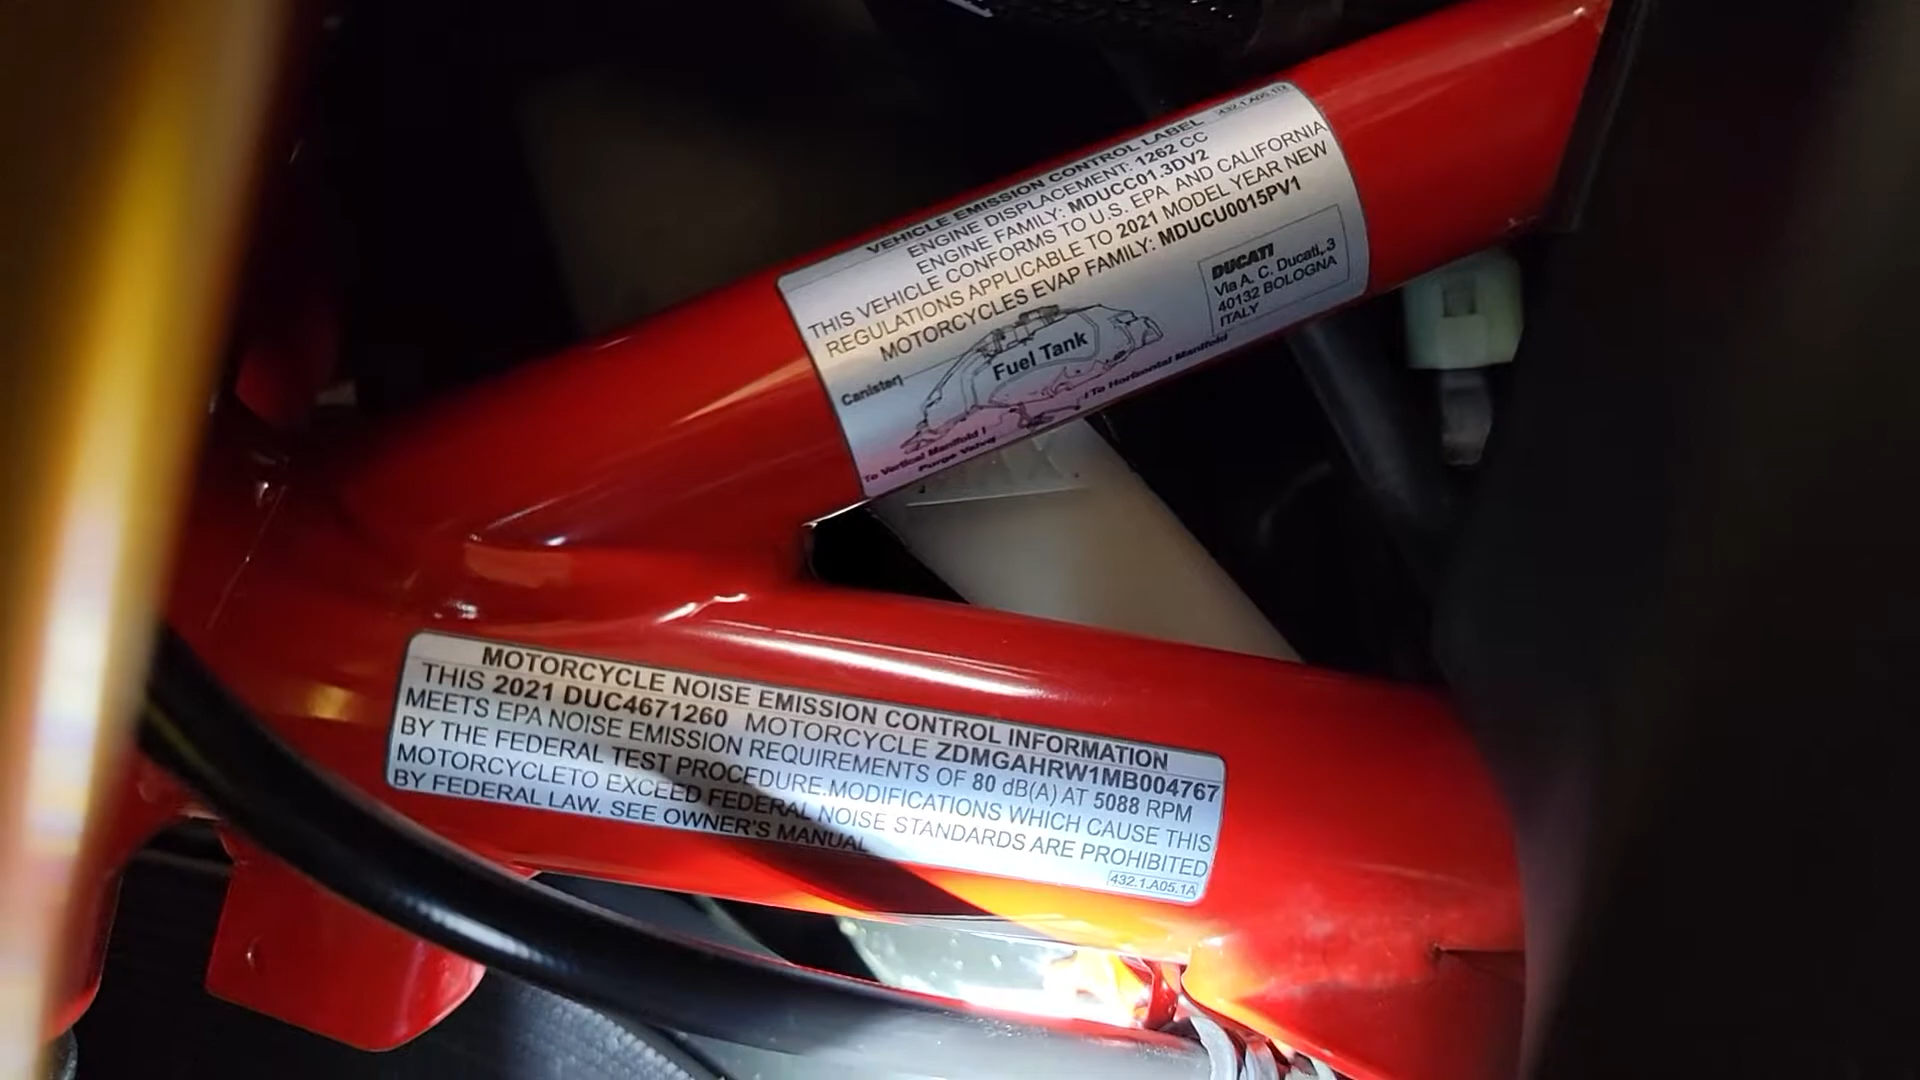 VEHICLE EMISSION CONTROL LABEL
ENGINE DISPLACEMENT: 1262 CC
ENGINE FAMILY: MDUCC01.3DV2
THIS VEHICLE CONFORMS TO U.S. EPA AND CALIFORNIA
REGULATIONS APPLICABLE TO 2021 MODEL YEAR NEW
MOTORCYCLES EVAP FAMILY: MDUCU0015PV1
DUCATI
Via A. C. Ducati, 3
40132 BOLOGNA
ITALY
Fuel Tank
Canister
To Horizontal Manifold
To Vertical Manifold
Purge Valve
MOTORCYCLE NOISE EMISSION CONTROL INFORMATION
THIS 2021 DUC4671260 MOTORCYCLE ZDMGAHRW1MB004767
MEETS EPA NOISE EMISSION REQUIREMENTS OF 80 dB(A) AT 5088 RPM
BY THE FEDERAL TEST PROCEDURE.MODIFICATIONS WHICH CAUSE THIS
MOTORCYCLETO EXCEED FEDERAL NOISE STANDARDS ARE PROHIBITED
BY FEDERAL LAW. SEE OWNER'S MANUAL
432.1.A05.1A